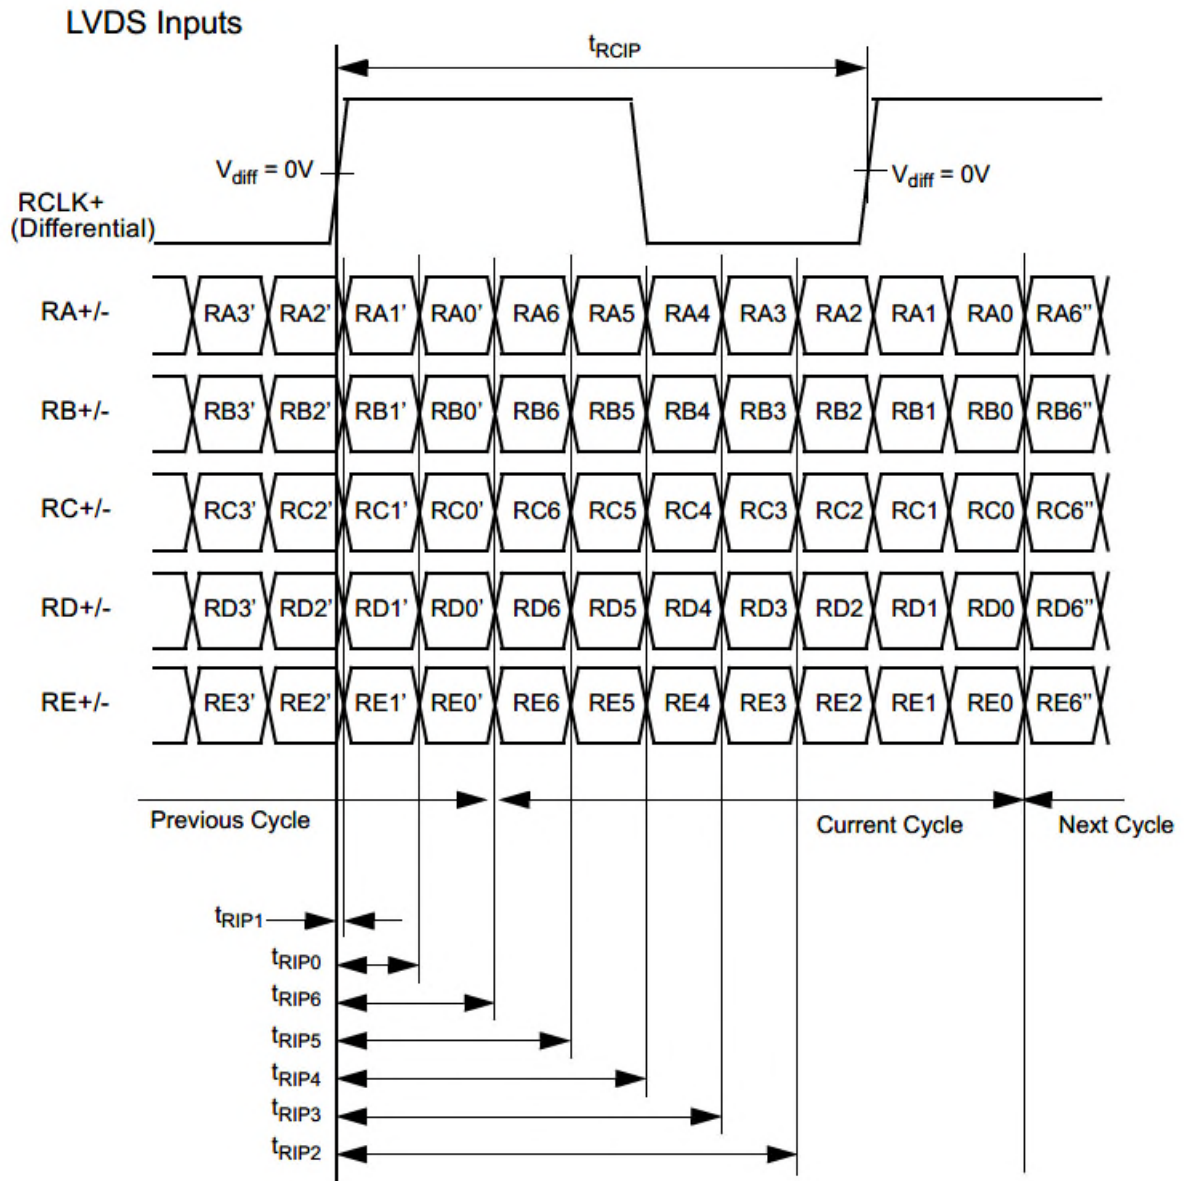 LVDS Inputs
tRCIP
Vdiff = 0V
Vdiff = 0V
RCLK+
(Differential)
RA+/- RA3' RA2' RA1' RA0' RA6 RA5 RA4 RA3 RA2 RA1 RA0 RA6"
RB+/- RB3' RB2' RB1' RB0' RB6 RB5 RB4 RB3 RB2 RB1 RB0 RB6"
RC+/- RC3' RC2' RC1' RC0' RC6 RC5 RC4 RC3 RC2 RC1 RC0 RC6"
RD+/- RD3' RD2' RD1' RD0' RD6 RD5 RD4 RD3 RD2 RD1 RD0 RD6"
RE+/- RE3' RE2' RE1' RE0' RE6 RE5 RE4 RE3 RE2 RE1 RE0 RE6"
Previous Cycle Current Cycle Next Cycle
tRIP1
tRIP0
tRIP6
tRIP5
tRIP4
tRIP3
tRIP2